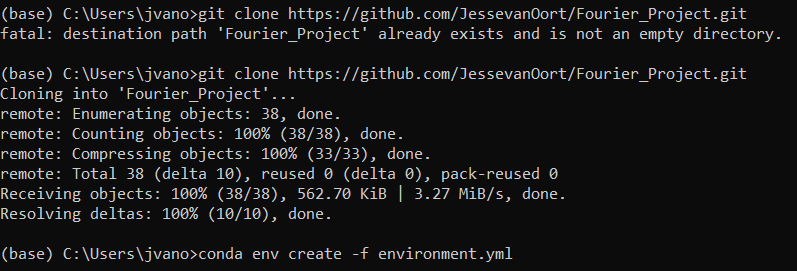 (base) C:\Users\jvano>git clone https://github.com/JessevanOort/Fourier_Project.git
fatal: destination path 'Fourier_Project' already exists and is not an empty directory.
(base) C:\Users\jvano>git clone https://github.com/JessevanOort/Fourier_Project.git
Cloning into 'Fourier_Project'...
remote: Enumerating objects: 38, done.
remote: Counting objects: 100% (38/38), done.
remote: Compressing objects: 100% (33/33), done.
remote: Total 38 (delta 10), reused 0 (delta 0), pack-reused 0
Receiving objects: 100% (38/38), 562.70 KiB | 3.27 MiB/s, done.
Resolving deltas: 100% (10/10), done.
(base) C:\Users\jvano>conda env create -f environment.yml